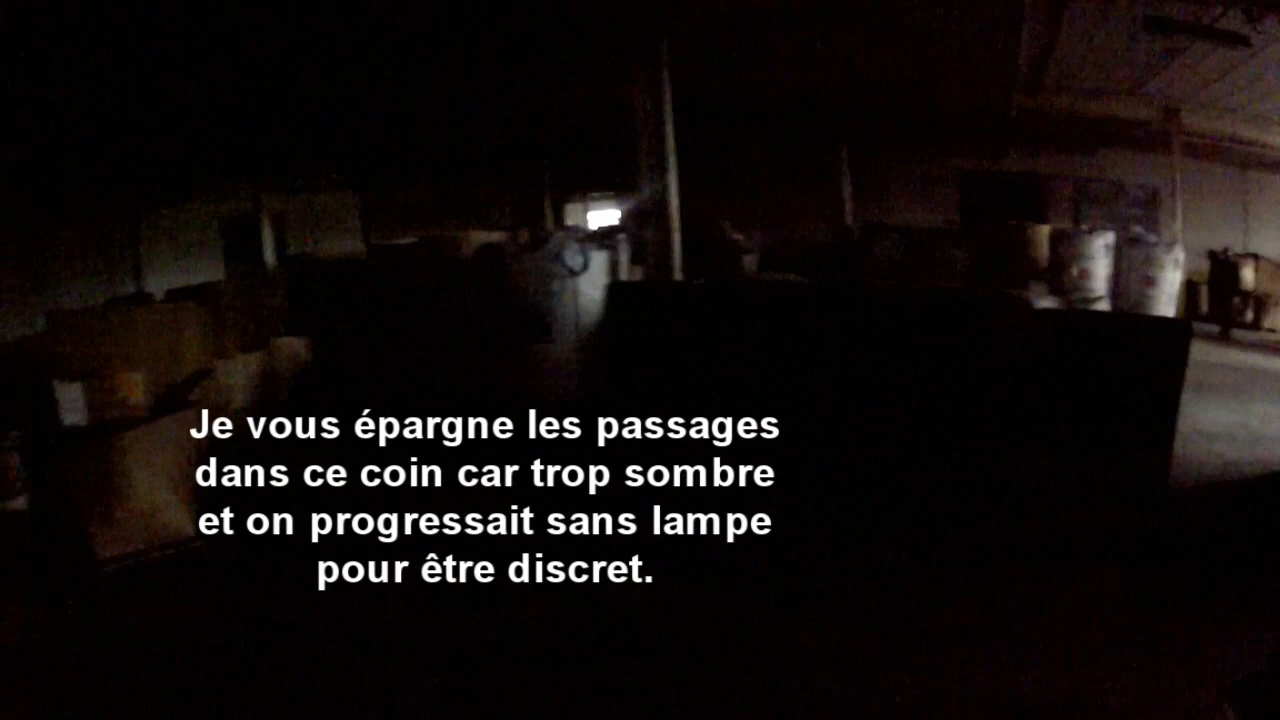 Je vous épargne les passages
dans ce coin car trop sombre
et on progressait sans lampe
pour être discret.